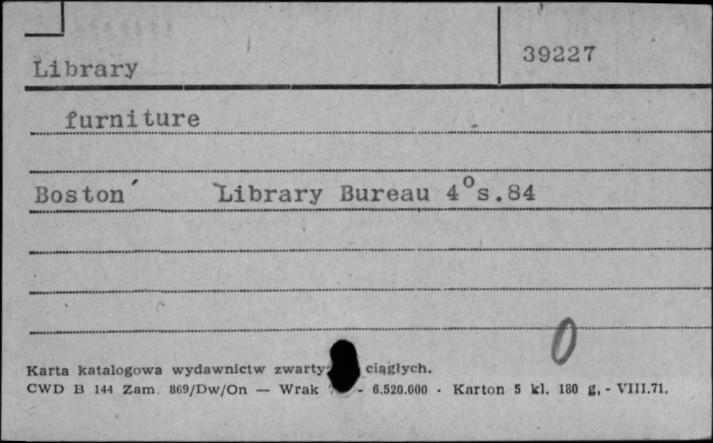 39227
Library
furniture
Boston Library Bureau 4°s.84
0
Karta katalogowa wydawnictw ciągłych.
CWD B 144 Zam. 869/Dw/On — Wrak - 6.520.000 · Karton 5 kl. 180 g, - VIII.71.